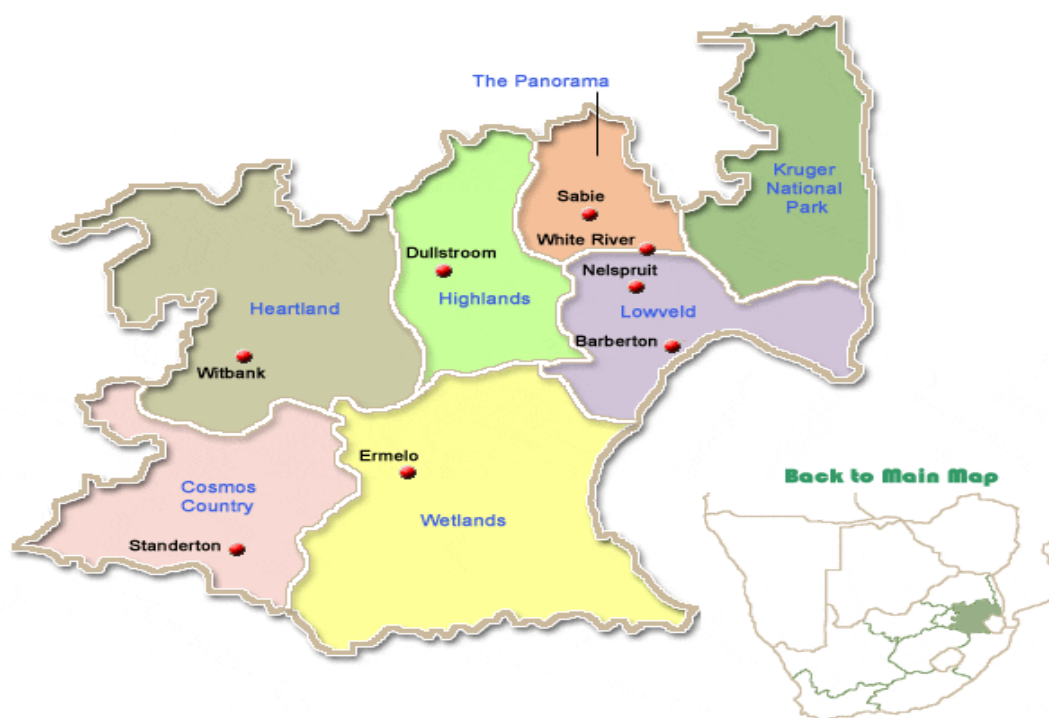 The Panorama
Kruger
National
Park
Sabie
White River
Dullstroom
Nelspruit
Highlands
Heartland
Lowveld
Barberton
Witbank
Ermelo
Cosmos
Country
Wetlands
Standerton
Back to Main Map